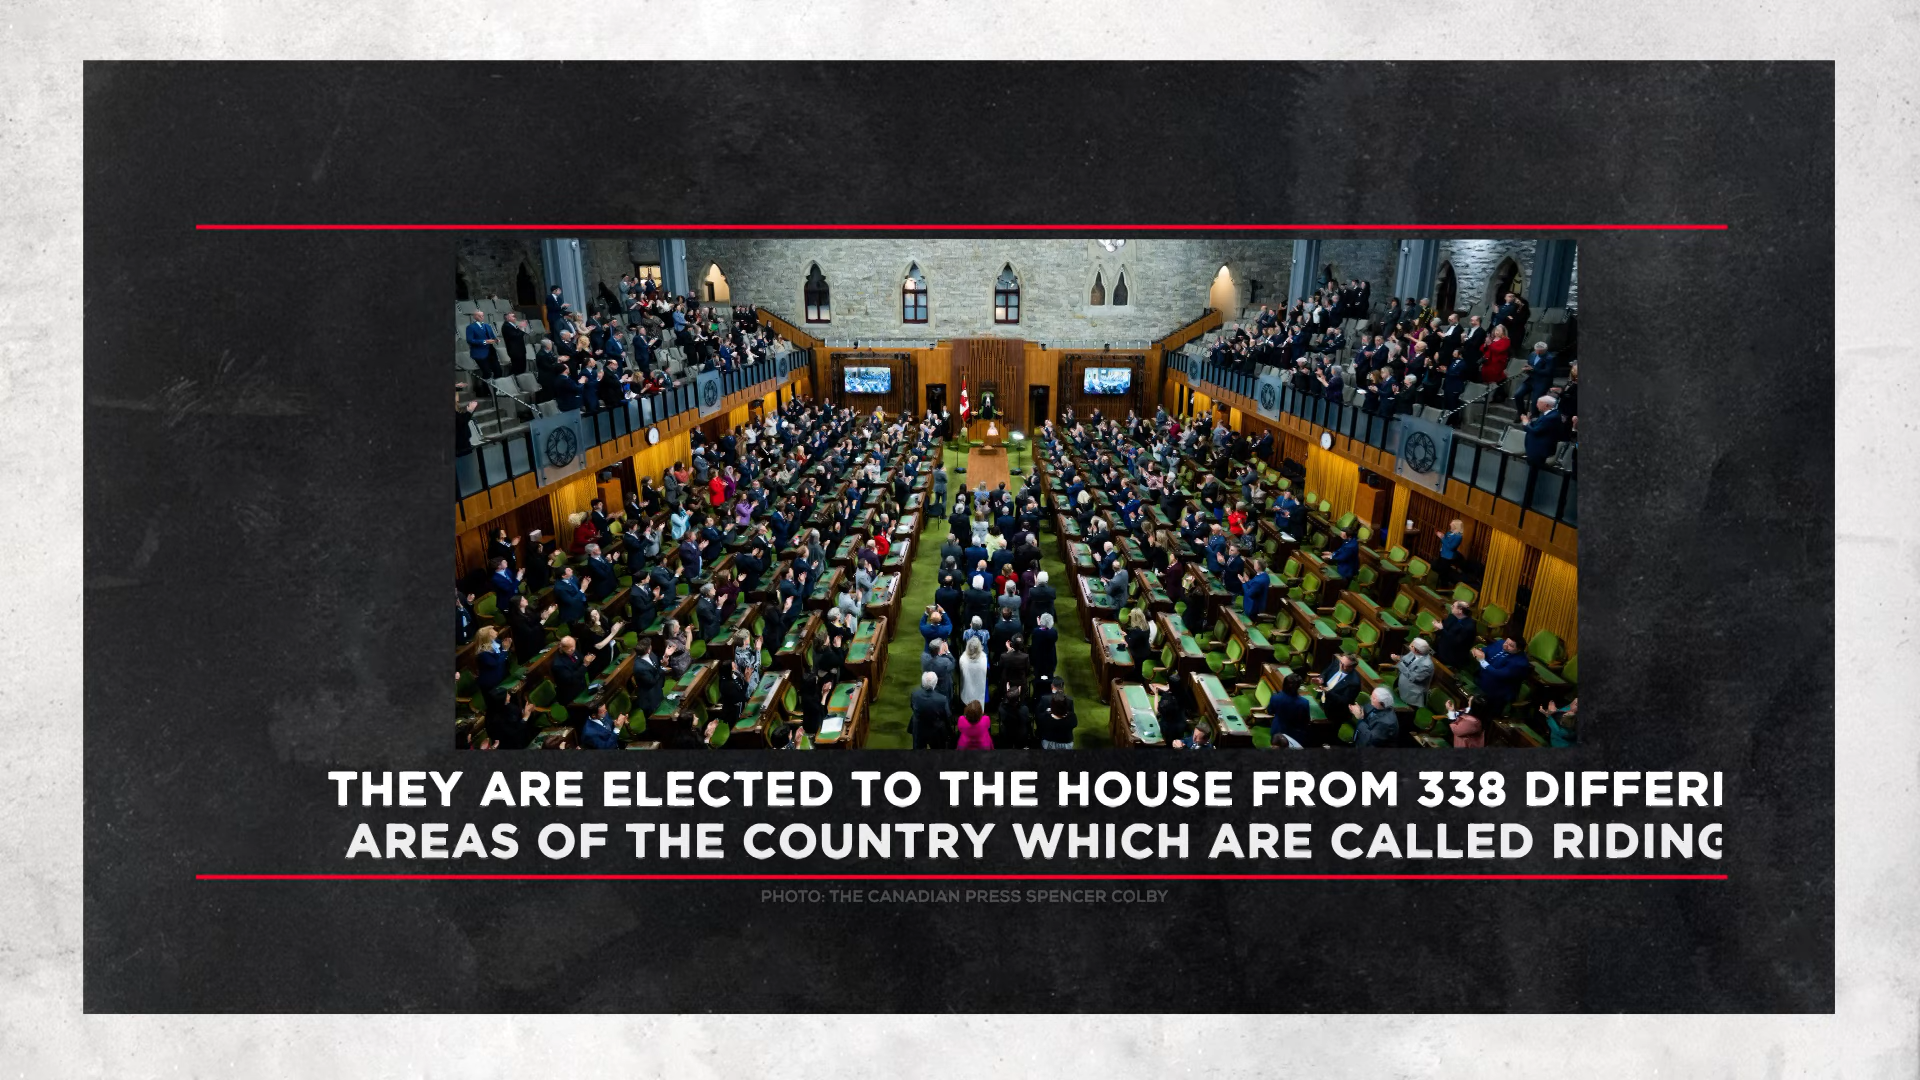 THEY ARE ELECTED TO THE HOUSE FROM 338 DIFFER
AREAS OF THE COUNTRY WHICH ARE CALLED RIDING
PHOTO: THE CANADIAN PRESS SPENCER COLBY